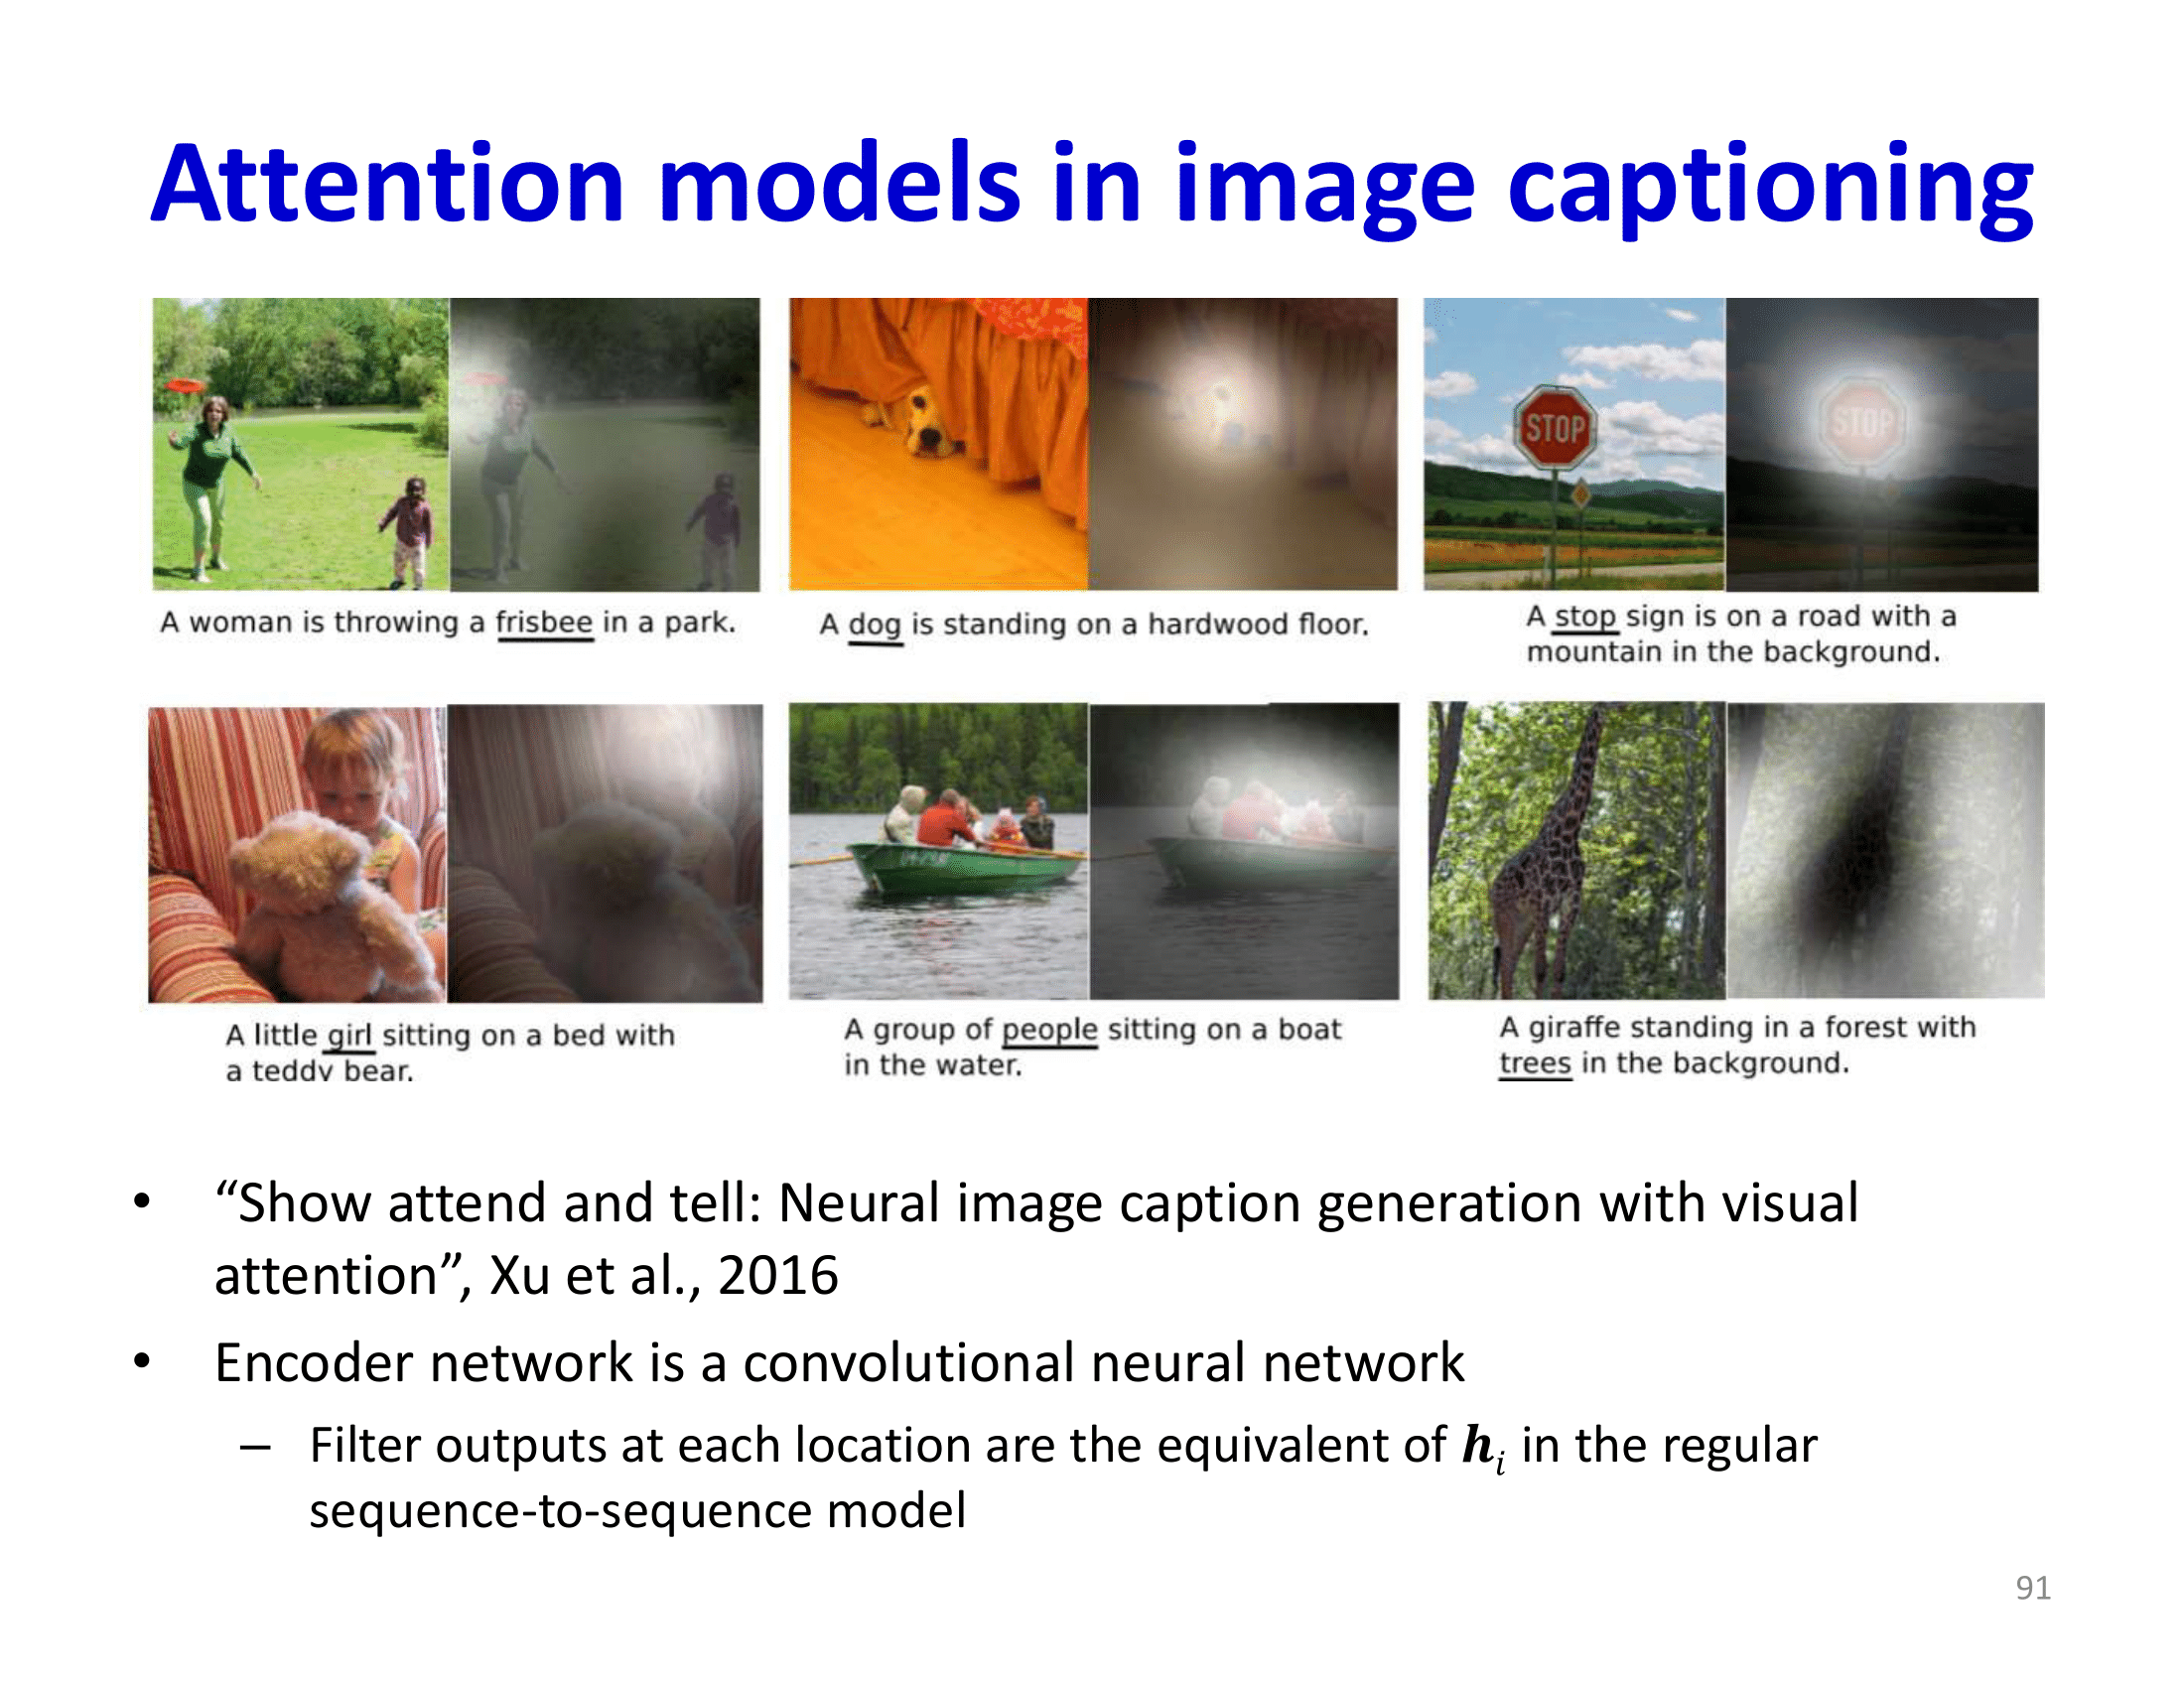 Attention models in image captioning
STOP
STOP
A woman is throwing a frisbee in a park.
A dog is standing on a hardwood floor.
A stop sign is on a road with a
mountain in the background.
A little girl sitting on a bed with
a teddy bear.
A group of people sitting on a boat
in the water.
A giraffe standing in a forest with
trees in the background.
• “Show attend and tell: Neural image caption generation with visual
attention”, Xu et al., 2016
• Encoder network is a convolutional neural network
– Filter outputs at each location are the equivalent of 𝒉ᵢ in the regular
sequence-to-sequence model
91